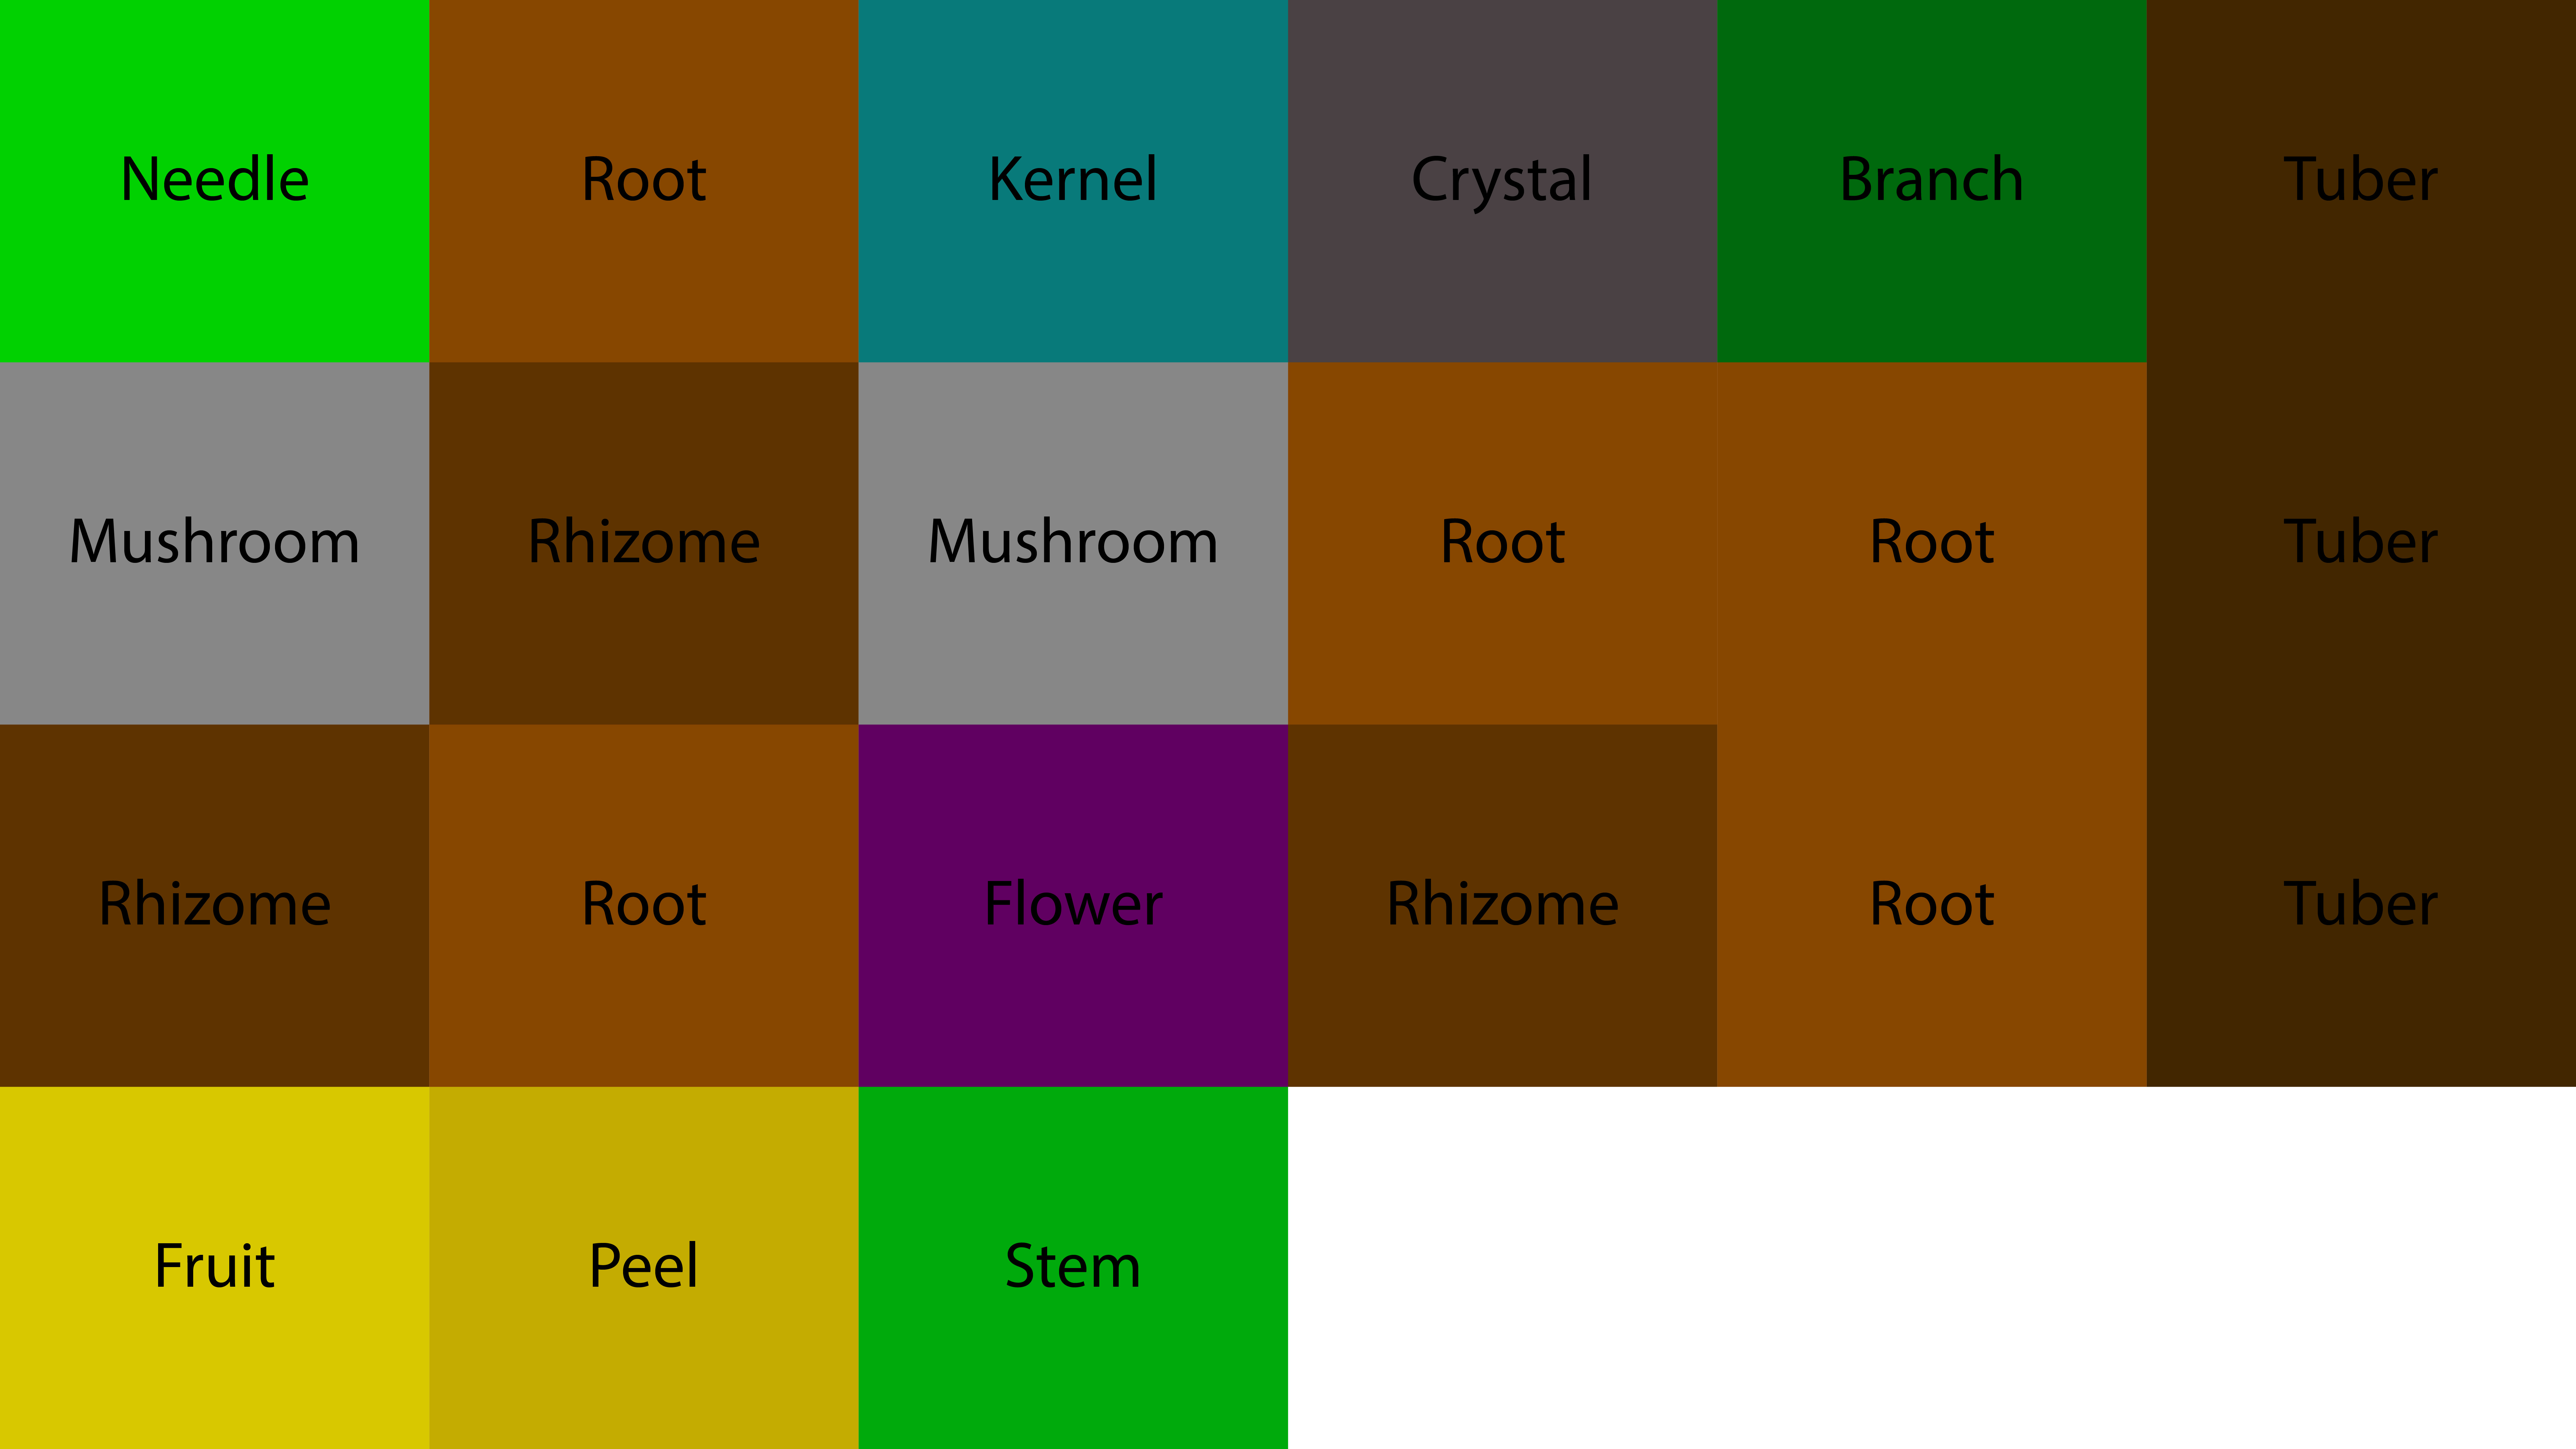 Needle Root Kernel Crystal Branch Tuber
Mushroom Rhizome Mushroom Root Root Tuber
Rhizome Root Flower Rhizome Root Tuber
Fruit Peel Stem